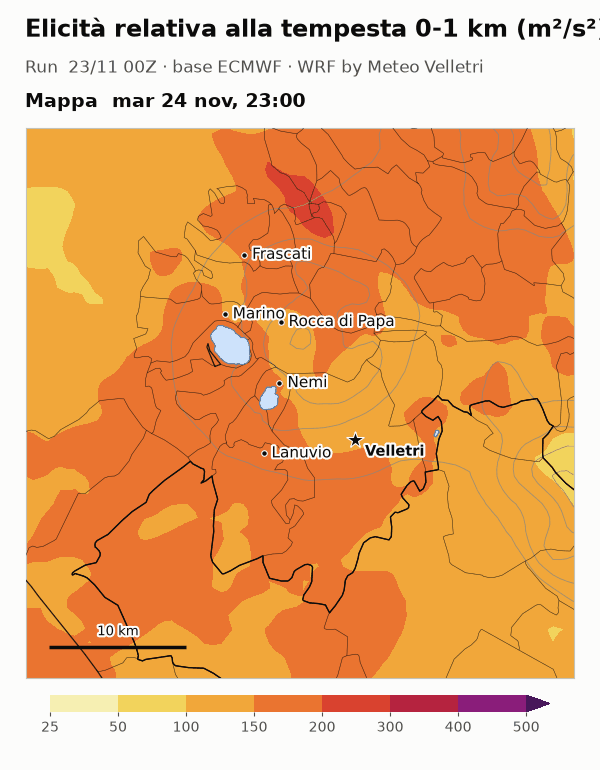 Elicità relativa alla tempesta 0-1 km (m²/s²)
Run 23/11 00Z · base ECMWF · WRF by Meteo Velletri
Mappa mar 24 nov, 23:00
Frascati
Marino
Rocca di Papa
Nemi
Velletri
Lanuvio
10 km
25 50 100 150 200 300 400 500